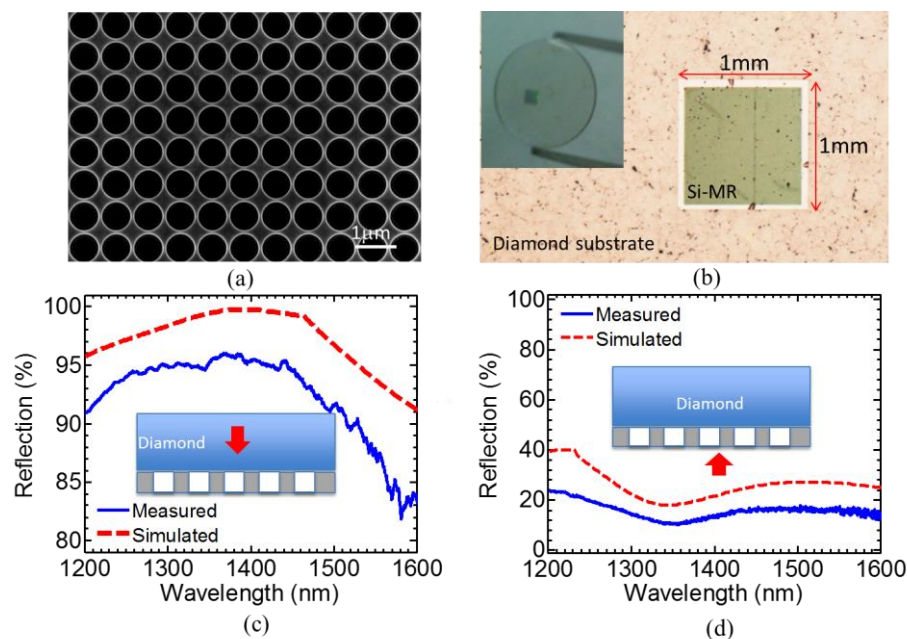 1μm
(a)
1mm
1mm
Si-MR
Diamond substrate
(b)
100
95
90
85
80
Reflection (%)
Diamond
Measured
Simulated
1200 1300 1400 1500 1600
Wavelength (nm)
(c)
100
80
60
40
20
0
Reflection (%)
Measured
Simulated
Diamond
1200 1300 1400 1500 1600
Wavelength (nm)
(d)